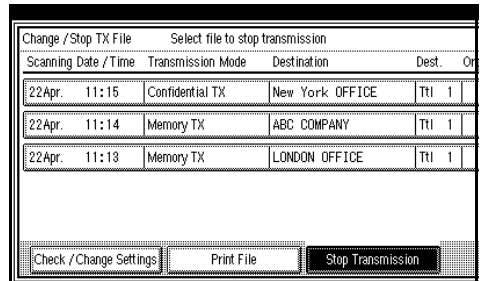 Change / Stop TX File Select file to stop transmission
Scanning Date / Time Transmission Mode Destination Dest.
22Apr. 11:15 Confidential TX New York OFFICE Ttl 1
22Apr. 11:14 Memory TX ABC COMPANY Ttl 1
22Apr. 11:13 Memory TX LONDON OFFICE Ttl 1
Check / Change Settings Print File Stop Transmission